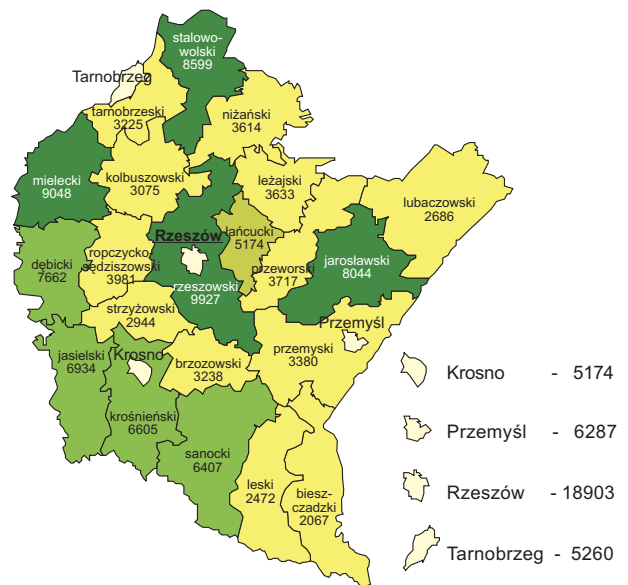 stalowo-
wolski
8599
Tarnobrzeg
tarnobrzeski
3225
niżański
3614
mielecki
9048
kolbuszowski
3075
leżajski
3633
lubaczowski
2686
Rzeszów
łańcucki
5174
dębicki
7662
ropczycko-
sędziszowski
3981
rzeszowski
9927
przeworski
3717
jarosławski
8044
strzyżowski
2944
Przemyśl
jasielski
6934
Krosno
brzozowski
3238
przemyski
3380
krośnieński
6605
sanocki
6407
leski
2472
biesz-
czadzki
2067
Krosno - 5174
Przemyśl - 6287
Rzeszów - 18903
Tarnobrzeg - 5260